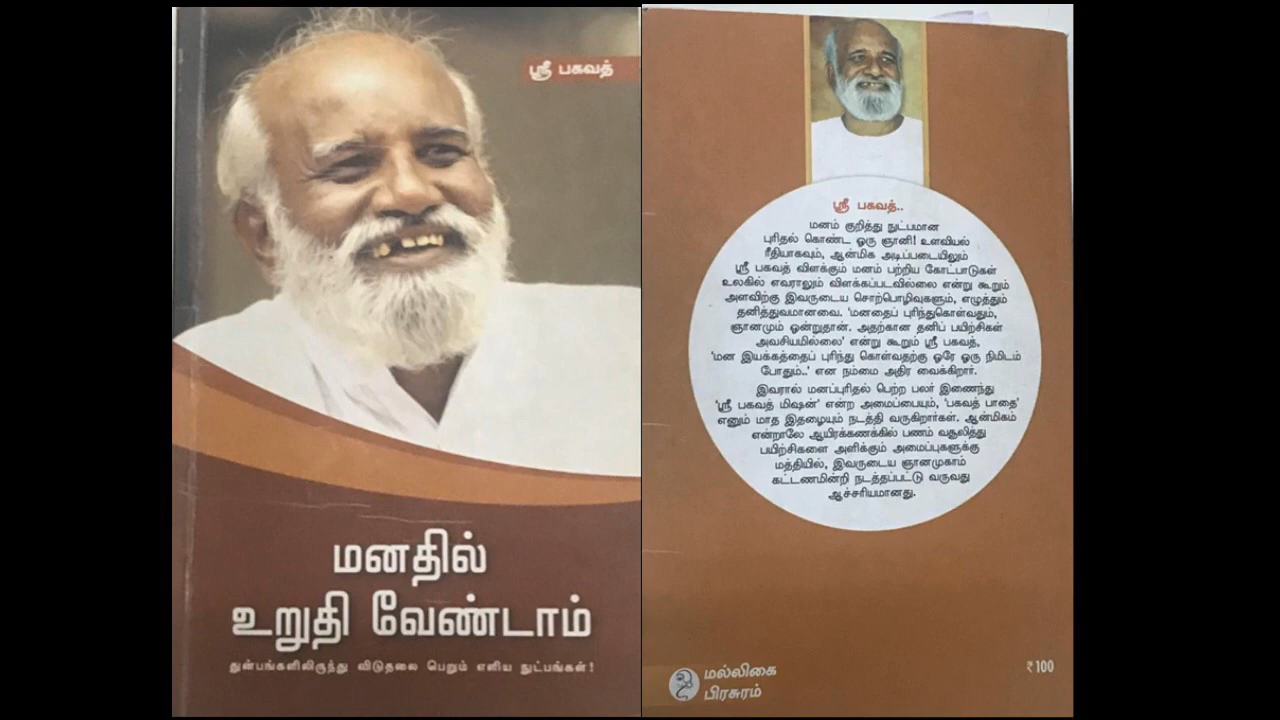 ஸ்ரீ பகவத்
மனதில்
உறுதி வேண்டாம்
துன்பங்களிலிருந்து விடுதலை பெறும் எளிய நுட்பங்கள்!
ஸ்ரீ பகவத்..
மனம் குறித்து நுட்பமான
புரிதல் கொண்ட ஒரு ஞானி! உளவியல்
ரீதியாகவும், ஆன்மிக அடிப்படையிலும்
ஸ்ரீ பகவத் விளக்கும் மனம் பற்றிய கோட்பாடுகள்
உலகில் எவராலும் விளக்கப்படவில்லை என்று கூறும்
அளவிற்கு இவருடைய சொற்பொழிவுகளும், எழுத்தும்
தனித்துவமானவை. 'மனதைப் புரிந்துகொள்வதும்,
ஞானமும் ஒன்றுதான். அதற்கான தனிப் பயிற்சிகள்
அவசியமில்லை' என்று கூறும் ஸ்ரீ பகவத்,
'மன இயக்கத்தைப் புரிந்து கொள்வதற்கு ஒரே ஒரு நிமிடம்
போதும்..' என நம்மை அதிர வைக்கிறார்.
இவரால் மனப்புரிதல் பெற்ற பலர் இணைந்து
'ஸ்ரீ பகவத் மிஷன்' என்ற அமைப்பையும், 'பகவத் பாதை'
எனும் மாத இதழையும் நடத்தி வருகிறார்கள். ஆன்மிகம்
என்றாலே ஆயிரக்கணக்கில் பணம் வசூலித்து
பயிற்சிகளை அளிக்கும் அமைப்புகளுக்கு
மத்தியில், இவருடைய ஞானமுகாம்
கட்டணமின்றி நடத்தப்பட்டு வருவது
ஆச்சரியமானது.
மல்லிகை
பிரசுரம்
₹100